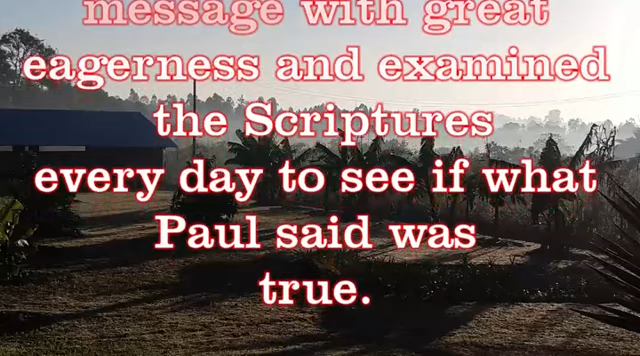 message with great
eagerness and examined
the Scriptures
every day to see if what
Paul said was
true.